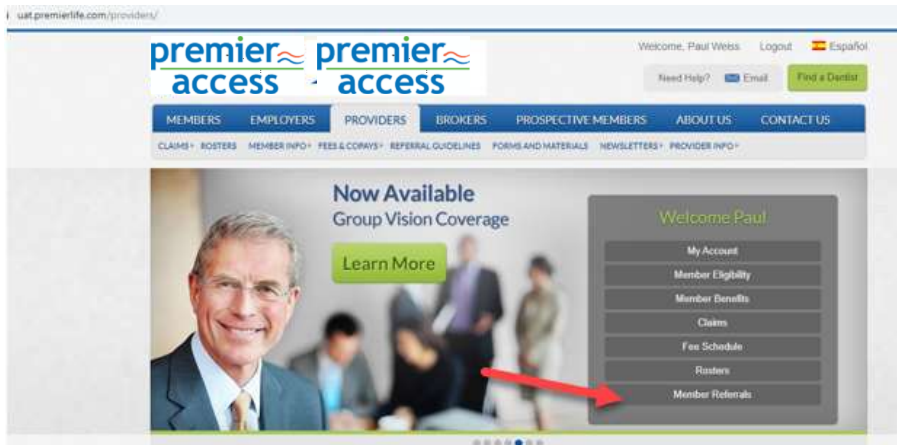 uat.premierlife.com/providers/
premier premier
access access
Welcome, Paul Weiss Logout Español
Need Help? Email Find a Dentist
MEMBERS EMPLOYERS PROVIDERS BROKERS PROSPECTIVE MEMBERS ABOUT US CONTACT US
CLAIMS ROSTERS MEMBER INFO FEES & COPAYS REFERRAL GUIDELINES FORMS AND MATERIALS NEWSLETTERS PROVIDER INFO
Now Available
Group Vision Coverage
Learn More
Welcome Paul
My Account
Member Eligibility
Member Benefits
Claims
Fee Schedule
Rosters
Member Referrals